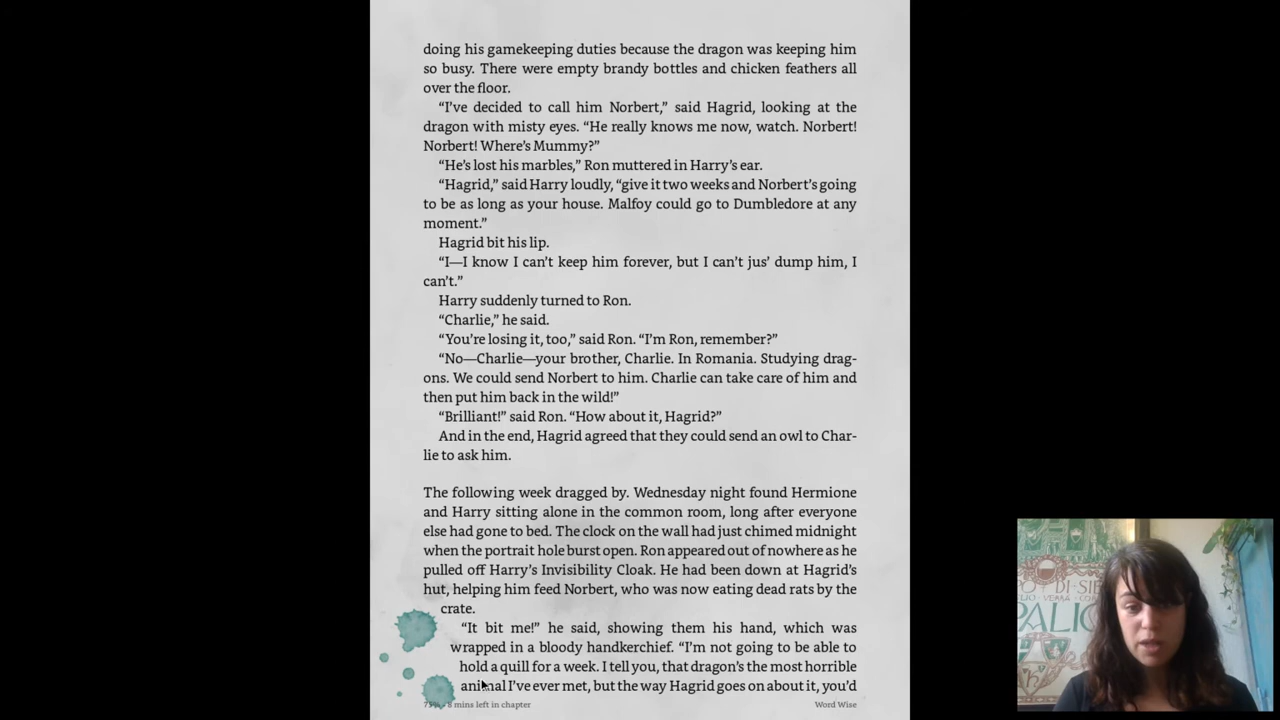 doing his gamekeeping duties because the dragon was keeping him
so busy. There were empty brandy bottles and chicken feathers all
over the floor.
“I’ve decided to call him Norbert,” said Hagrid, looking at the
dragon with misty eyes. “He really knows me now, watch. Norbert!
Norbert! Where’s Mummy?”
“He’s lost his marbles,” Ron muttered in Harry’s ear.
“Hagrid,” said Harry loudly, “give it two weeks and Norbert’s going
to be as long as your house. Malfoy could go to Dumbledore at any
moment.”
Hagrid bit his lip.
“I—I know I can’t keep him forever, but I can’t jus’ dump him, I
can’t.”
Harry suddenly turned to Ron.
“Charlie,” he said.
“You’re losing it, too,” said Ron. “I’m Ron, remember?”
“No—Charlie—your brother, Charlie. In Romania. Studying drag-
ons. We could send Norbert to him. Charlie can take care of him and
then put him back in the wild!”
“Brilliant!” said Ron. “How about it, Hagrid?”
And in the end, Hagrid agreed that they could send an owl to Char-
lie to ask him.
The following week dragged by. Wednesday night found Hermione
and Harry sitting alone in the common room, long after everyone
else had gone to bed. The clock on the wall had just chimed midnight
when the portrait hole burst open. Ron appeared out of nowhere as he
pulled off Harry’s Invisibility Cloak. He had been down at Hagrid’s
hut, helping him feed Norbert, who was now eating dead rats by the
crate.
“It bit me!” he said, showing them his hand, which was
wrapped in a bloody handkerchief. “I’m not going to be able to
hold a quill for a week. I tell you, that dragon’s the most horrible
animal I’ve ever met, but the way Hagrid goes on about it, you’d
8 mins left in chapter
Word Wise
PALIO